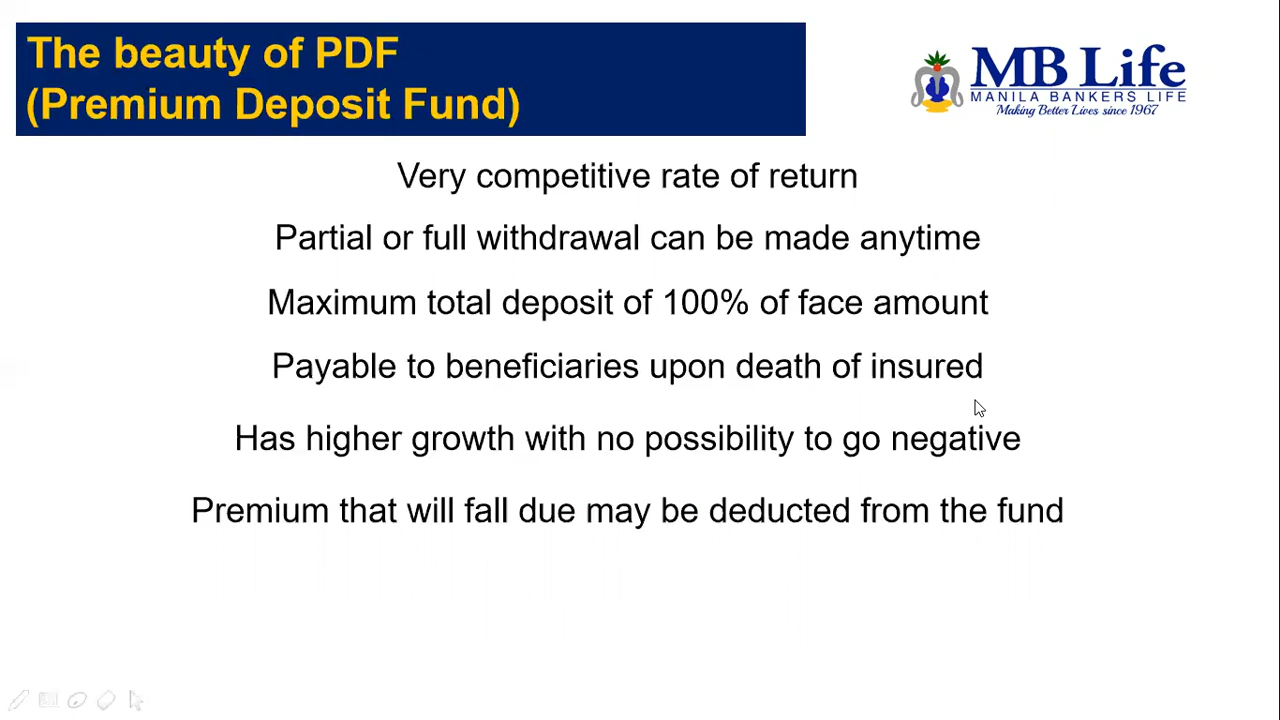 The beauty of PDF
(Premium Deposit Fund)
MB Life
MANILA BANKERS LIFE
Making Better Lives since 1967
Very competitive rate of return
Partial or full withdrawal can be made anytime
Maximum total deposit of 100% of face amount
Payable to beneficiaries upon death of insured
Has higher growth with no possibility to go negative
Premium that will fall due may be deducted from the fund